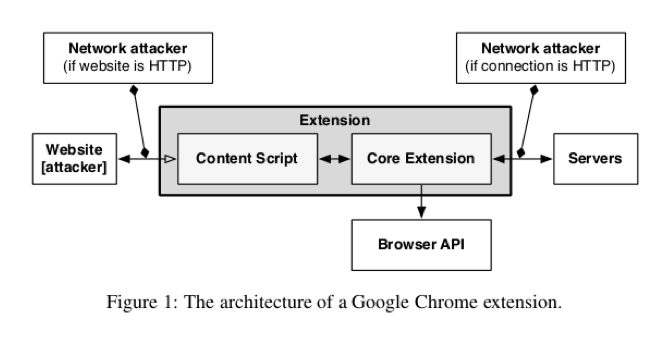 Network attacker
(if website is HTTP)
Network attacker
(if connection is HTTP)
Extension
Website
[attacker]
Content Script
Core Extension
Servers
Browser API
Figure 1: The architecture of a Google Chrome extension.